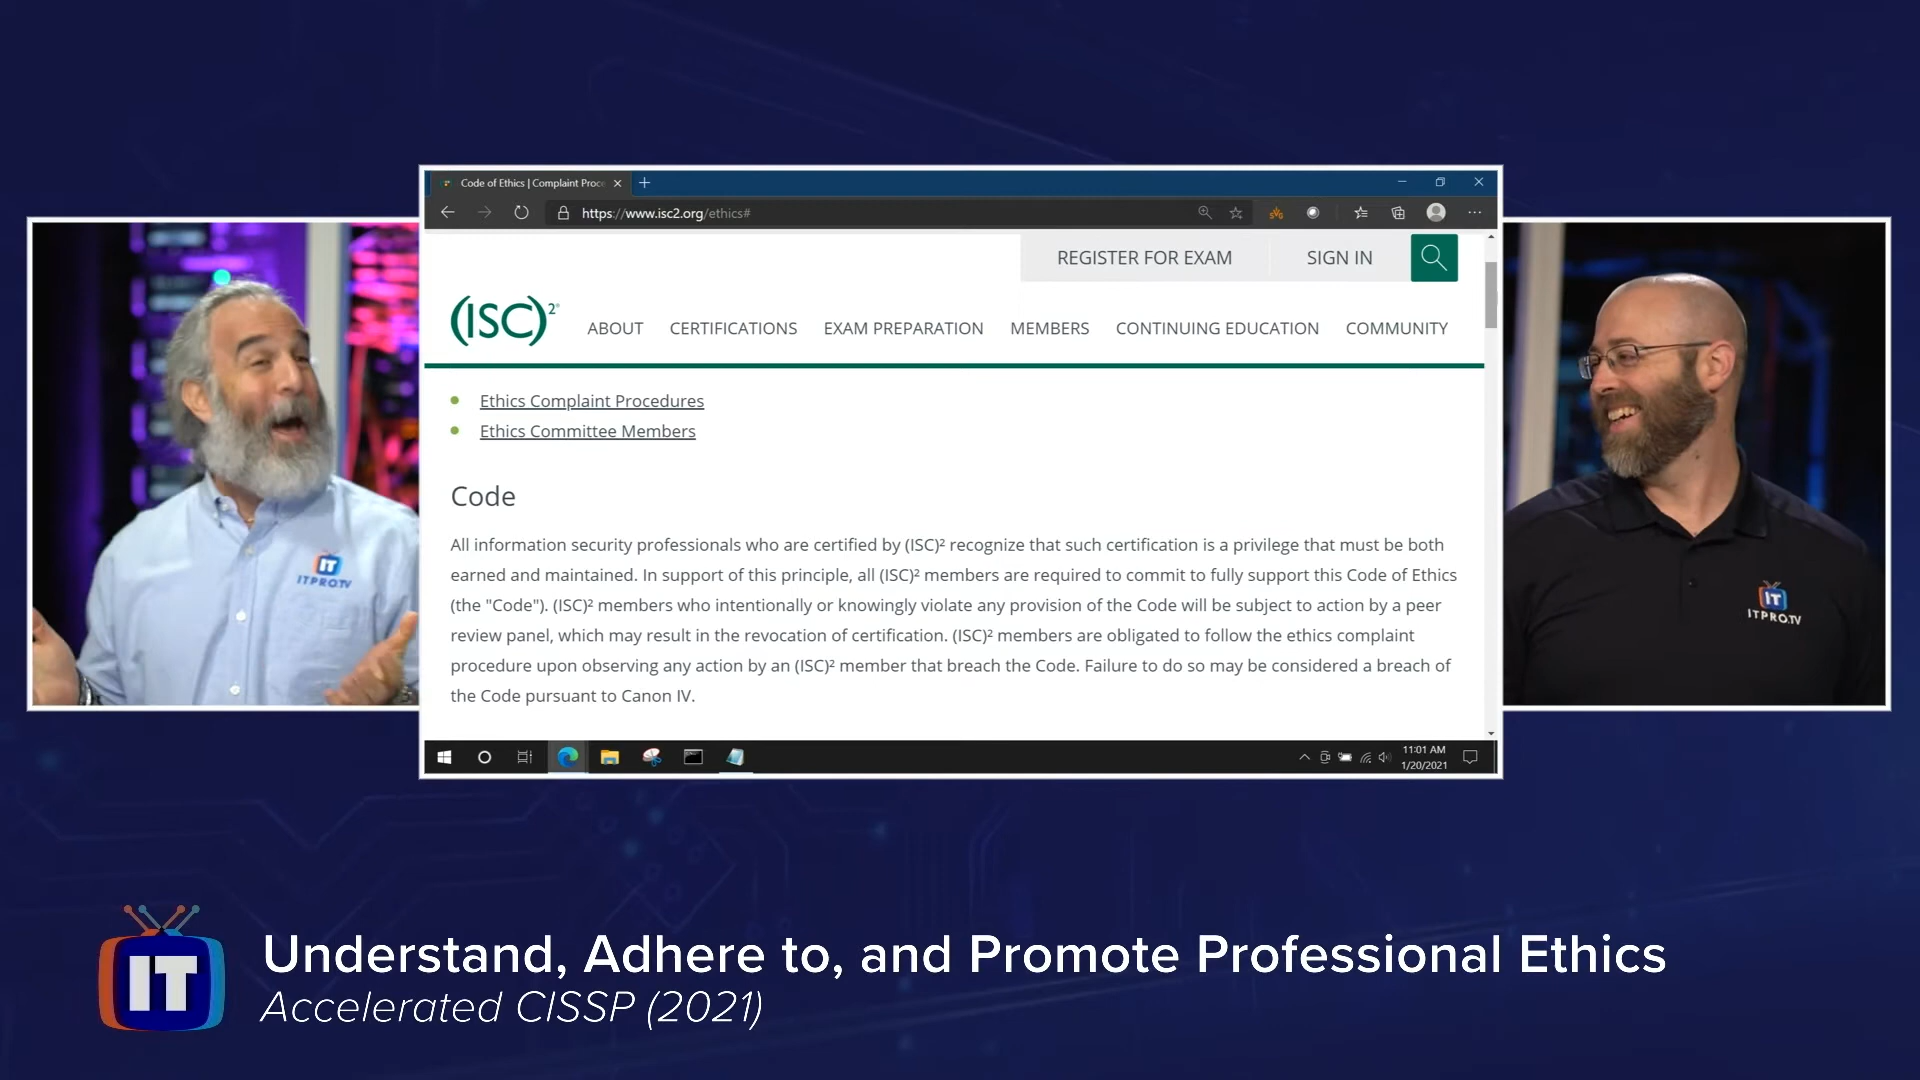 Code of Ethics | Complaint Proce
https://www.isc2.org/ethics#
REGISTER FOR EXAM
SIGN IN
(ISC)²®
ABOUT
CERTIFICATIONS
EXAM PREPARATION
MEMBERS
CONTINUING EDUCATION
COMMUNITY
Ethics Complaint Procedures
Ethics Committee Members
Code
All information security professionals who are certified by (ISC)² recognize that such certification is a privilege that must be both
earned and maintained. In support of this principle, all (ISC)² members are required to commit to fully support this Code of Ethics
(the "Code"). (ISC)² members who intentionally or knowingly violate any provision of the Code will be subject to action by a peer
review panel, which may result in the revocation of certification. (ISC)² members are obligated to follow the ethics complaint
procedure upon observing any action by an (ISC)² member that breach the Code. Failure to do so may be considered a breach of
the Code pursuant to Canon IV.
11:01 AM
1/20/2021
IT
ITPRO.TV
IT
ITPRO.TV
IT
Understand, Adhere to, and Promote Professional Ethics
Accelerated CISSP (2021)